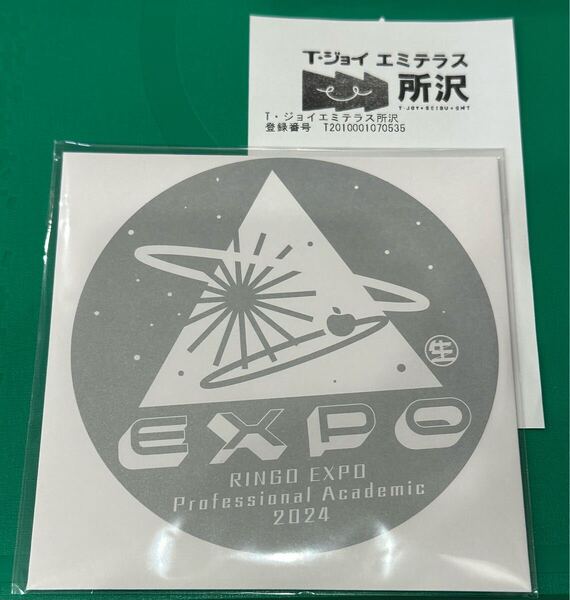 T・ジョイ エミテラス
所沢
T・JOY●SEIBU●SMT
T・ジョイエミテラス所沢
登録番号 T2010001070535
生
EXPO
RINGO EXPO
Professional Academic
2024